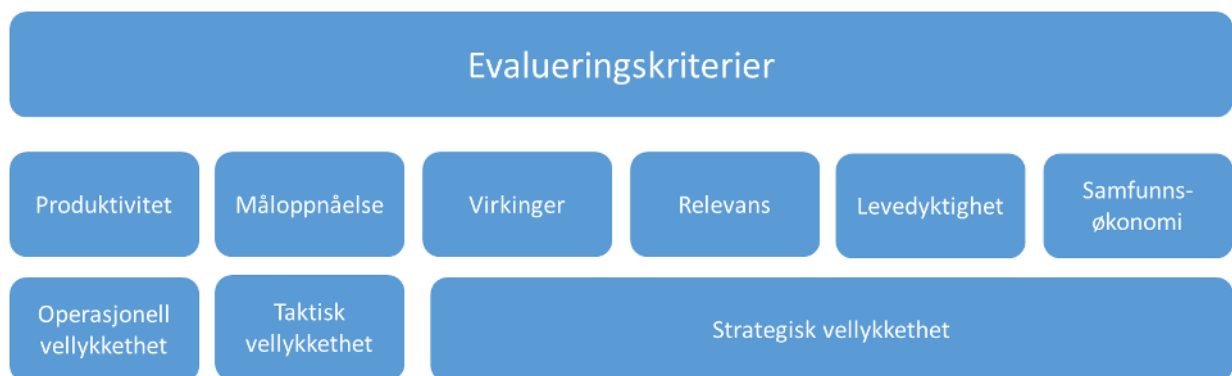 Evalueringskriterier
Produktivitet
Måloppnåelse
Virkinger
Relevans
Levedyktighet
Samfunns-
økonomi
Operasjonell
vellykkethet
Taktisk
vellykkethet
Strategisk vellykkethet